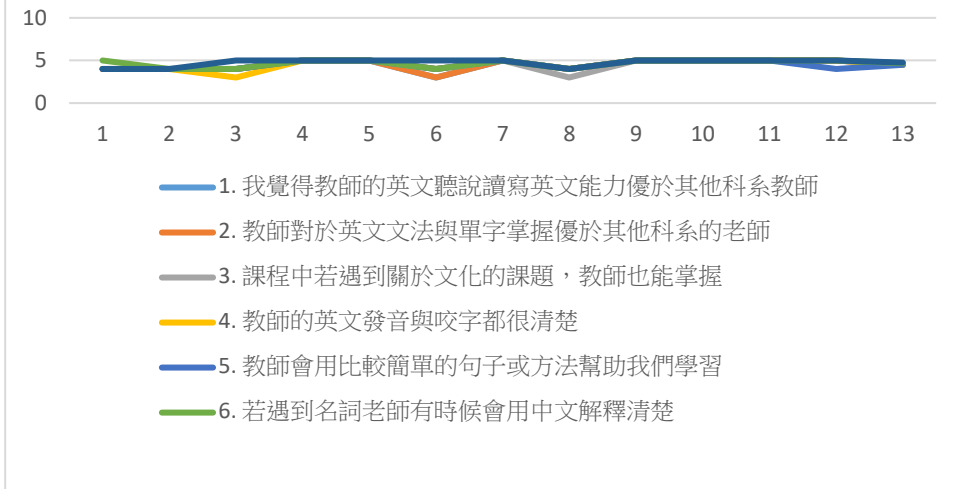 10
5
0
1 2 3 4 5 6 7 8 9 10 11 12 13
1. 我覺得教師的英文聽說讀寫英文能力優於其他科系教師
2. 教師對於英文文法與單字掌握優於其他科系的老師
3. 課程中若遇到關於文化的課題，教師也能掌握
4. 教師的英文發音與咬字都很清楚
5. 教師會用比較簡單的句子或方法幫助我們學習
6. 若遇到名詞老師有時候會用中文解釋清楚